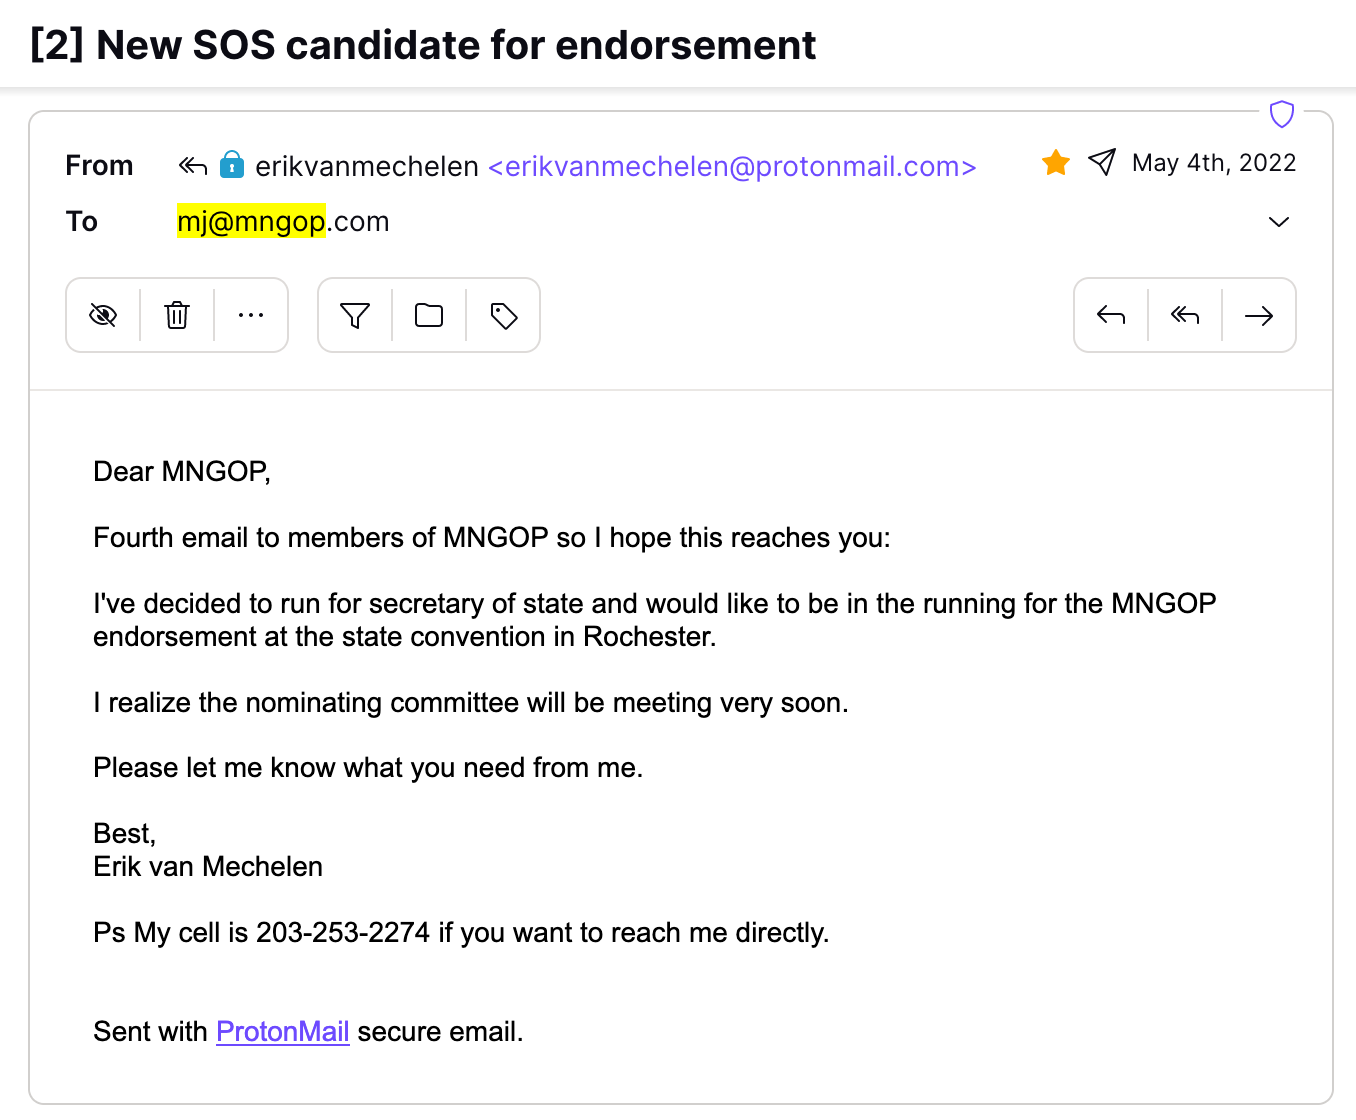 [2] New SOS candidate for endorsement
From erikvanmechelen <erikvanmechelen@protonmail.com> May 4th, 2022
To mj@mngop.com
Dear MNGOP,
Fourth email to members of MNGOP so I hope this reaches you:
I've decided to run for secretary of state and would like to be in the running for the MNGOP
endorsement at the state convention in Rochester.
I realize the nominating committee will be meeting very soon.
Please let me know what you need from me.
Best,
Erik van Mechelen
Ps My cell is 203-253-2274 if you want to reach me directly.
Sent with ProtonMail secure email.